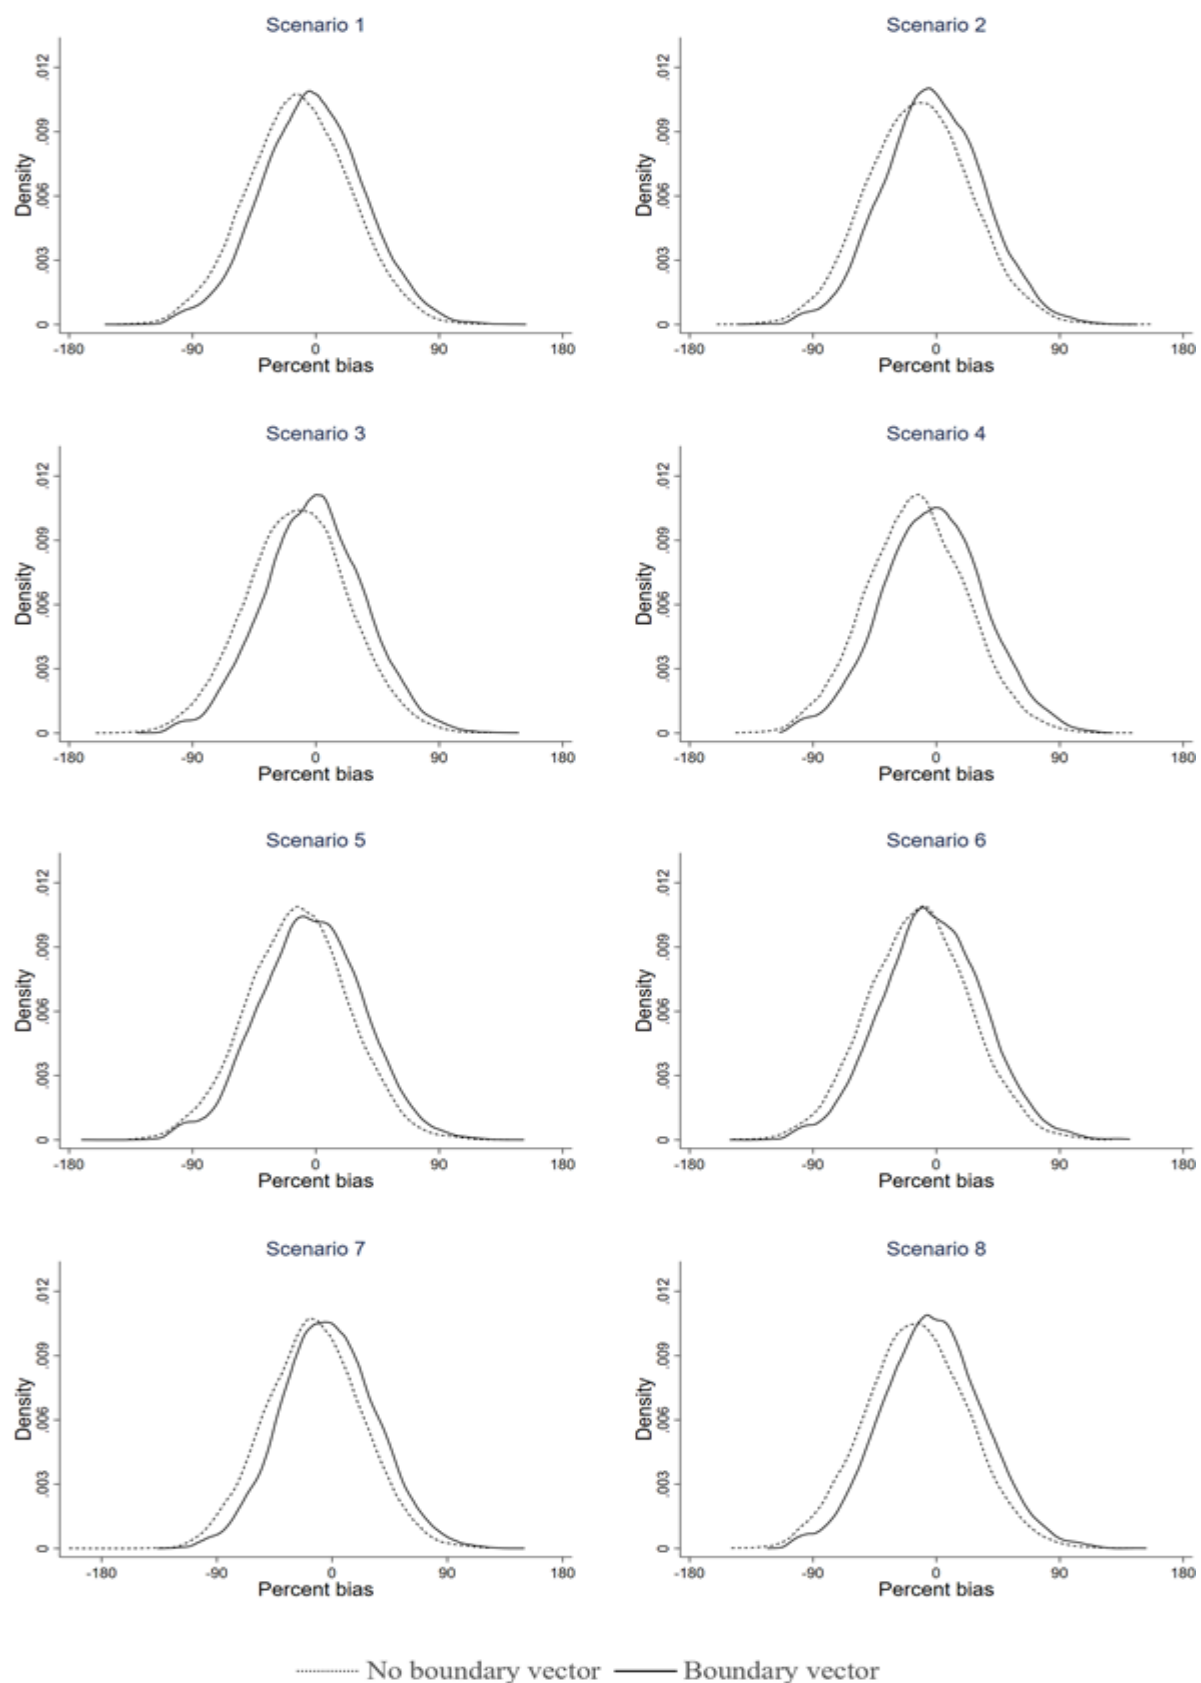 Scenario 1
.012
.009
.006
.003
0
Density
-180 -90 0 90 180
Percent bias
Scenario 2
.012
.009
.006
.003
0
Density
-180 -90 0 90 180
Percent bias
Scenario 3
.012
.009
.006
.003
0
Density
-180 -90 0 90 180
Percent bias
Scenario 4
.012
.009
.006
.003
0
Density
-180 -90 0 90 180
Percent bias
Scenario 5
.012
.009
.006
.003
0
Density
-180 -90 0 90 180
Percent bias
Scenario 6
.012
.009
.006
.003
0
Density
-180 -90 0 90 180
Percent bias
Scenario 7
.012
.009
.006
.003
0
Density
-180 -90 0 90 180
Percent bias
Scenario 8
.012
.009
.006
.003
0
Density
-180 -90 0 90 180
Percent bias
No boundary vector Boundary vector